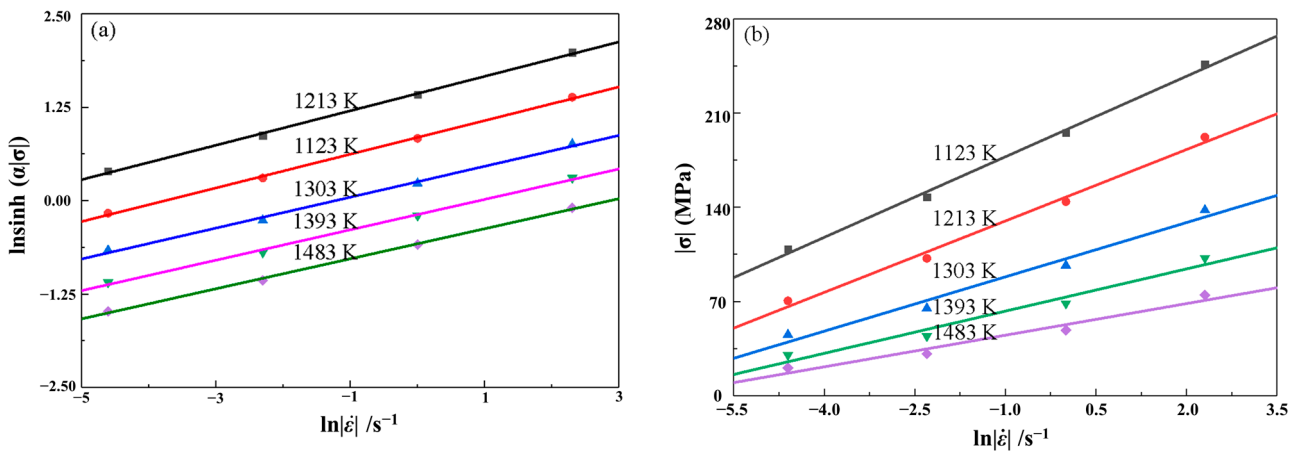 (a)
lnsinh (α|σ|)
2.50
1.25
0.00
−1.25
−2.50
1213 K
1123 K
1303 K
1393 K
1483 K
−5
−3
−1
1
3
ln|ε̇| /s⁻¹
(b)
|σ| (MPa)
280
210
140
70
0
1123 K
1213 K
1303 K
1393 K
1483 K
−5.5
−4.0
−2.5
−1.0
0.5
2.0
3.5
ln|ε̇| /s⁻¹